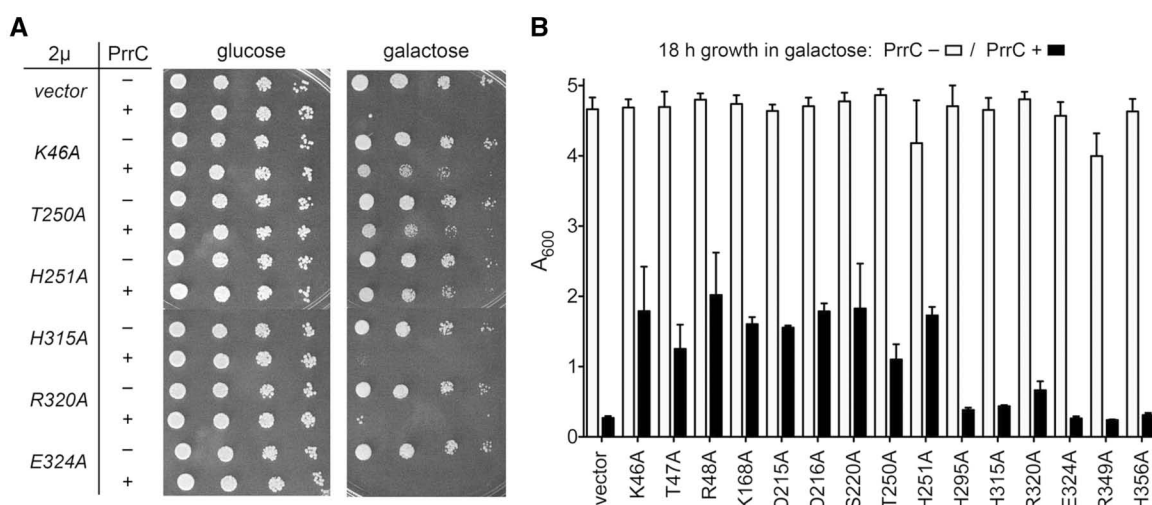 A
2μ PrrC glucose galactose
vector − +
K46A − +
T250A − +
H251A − +
H315A − +
R320A − +
E324A − +
B
18 h growth in galactose: PrrC − / PrrC +
A600
5
4
3
2
1
0
vector K46A T47A R48A K168A D215A D216A S220A T250A H251A H295A H315A R320A E324A R349A H356A